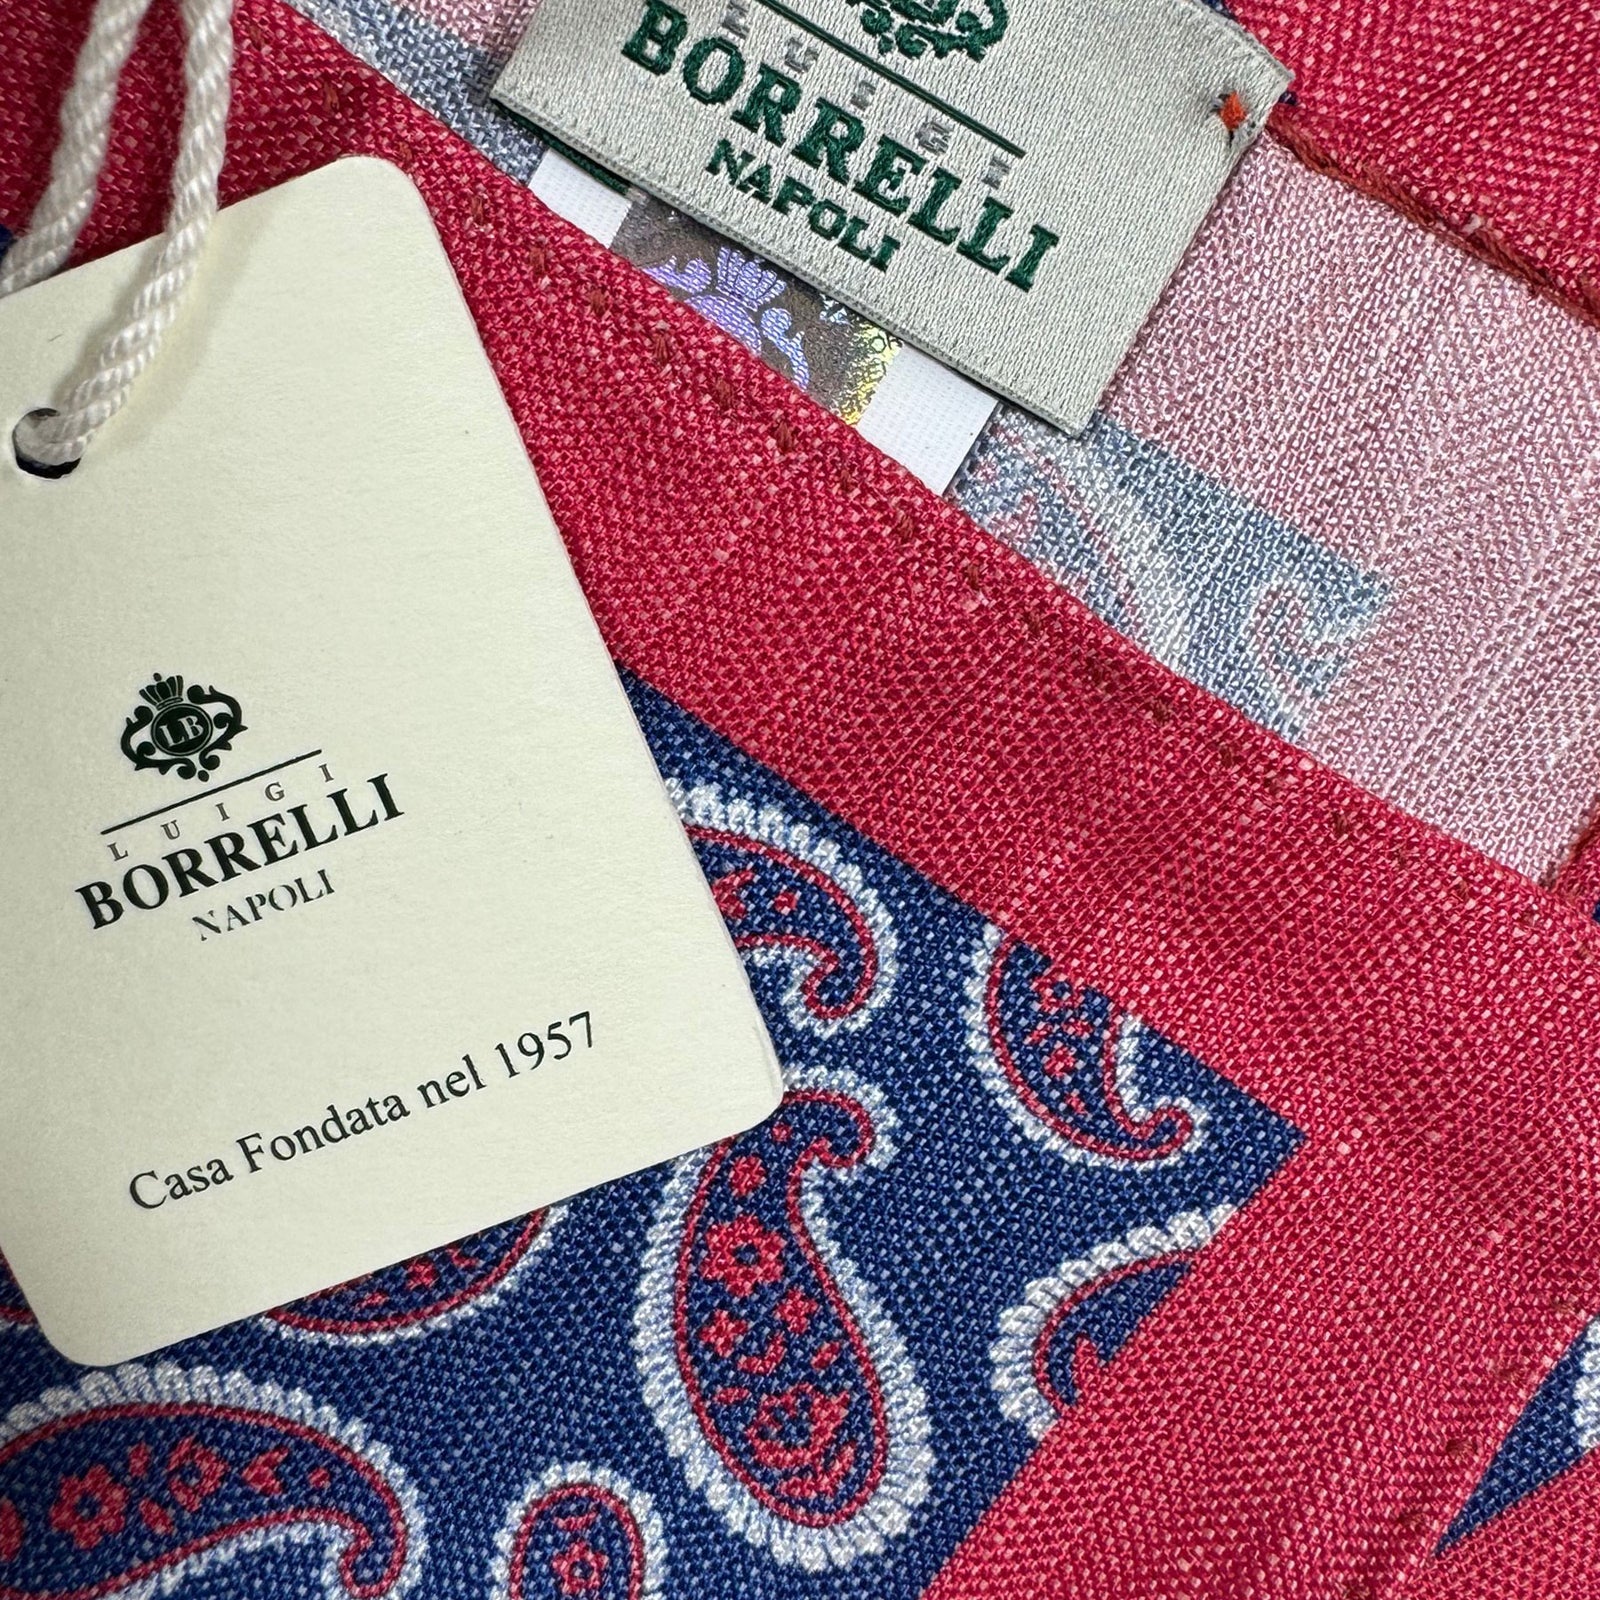 LUIGI
BORRELLI
NAPOLI
LB
LUIGI
BORRELLI
NAPOLI
Casa Fondata nel 1957